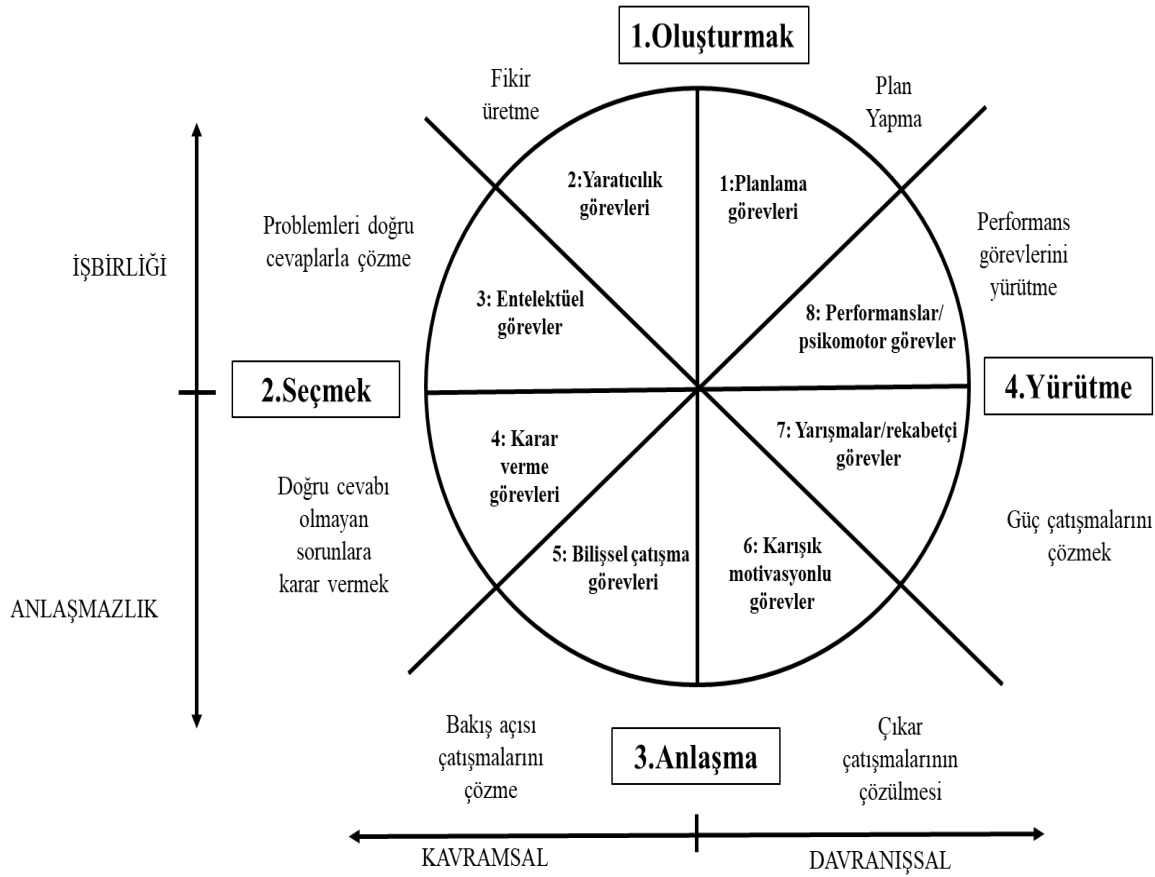 1.Oluşturmak
Fikir
üretme
Plan
Yapma
2:Yaratıcılık
görevleri
1:Planlama
görevleri
Problemleri doğru
cevaplarla çözme
Performans
görevlerini
yürütme
İŞBİRLİĞİ
3: Entelektüel
görevler
8: Performanslar/
psikomotor görevler
2.Seçmek
4.Yürütme
4: Karar
verme
görevleri
7: Yarışmalar/rekabetçi
görevler
Doğru cevabı
olmayan
sorunlara
karar vermek
Güç çatışmalarını
çözmek
5: Bilişsel çatışma
görevleri
6: Karışık
motivasyonlu
görevler
ANLAŞMAZLIK
Bakış açısı
çatışmalarını
çözme
3.Anlaşma
Çıkar
çatışmalarının
çözülmesi
KAVRAMSAL
DAVRANIŞSAL